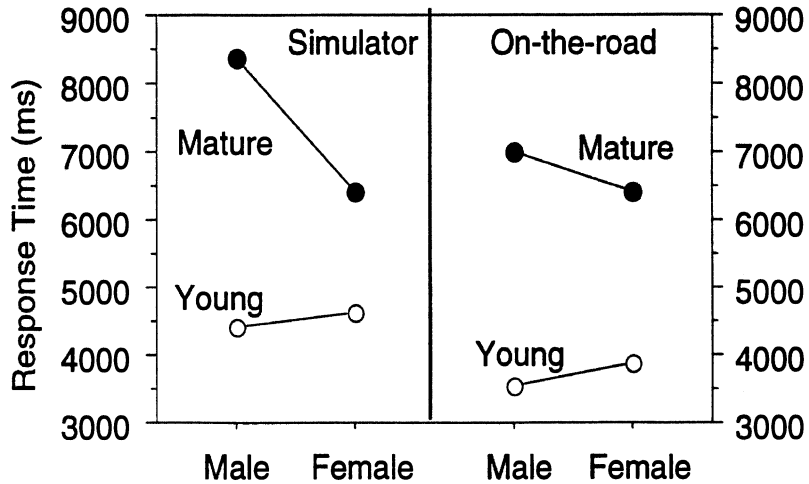 Response Time (ms)
9000
8000
7000
6000
5000
4000
3000
Simulator
Mature
Young
Male Female
On-the-road
Mature
Young
Male Female
9000
8000
7000
6000
5000
4000
3000